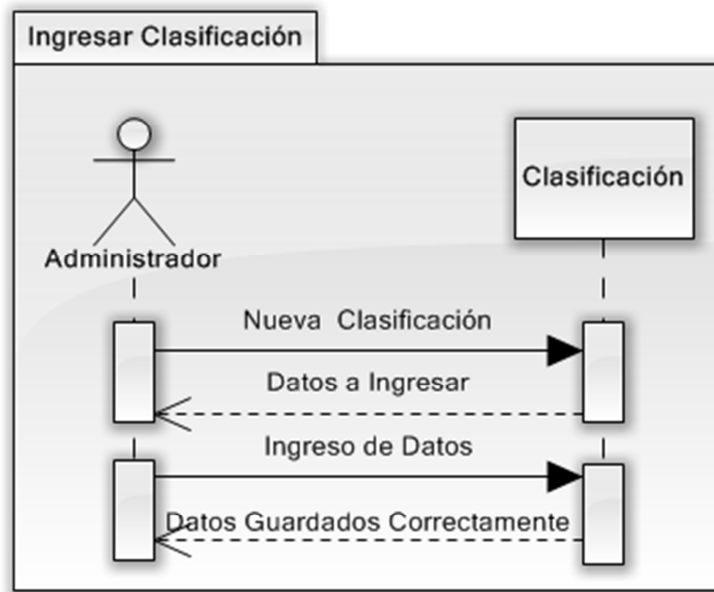 Ingresar Clasificación
Clasificación
Administrador
Nueva Clasificación
Datos a Ingresar
Ingreso de Datos
Datos Guardados Correctamente